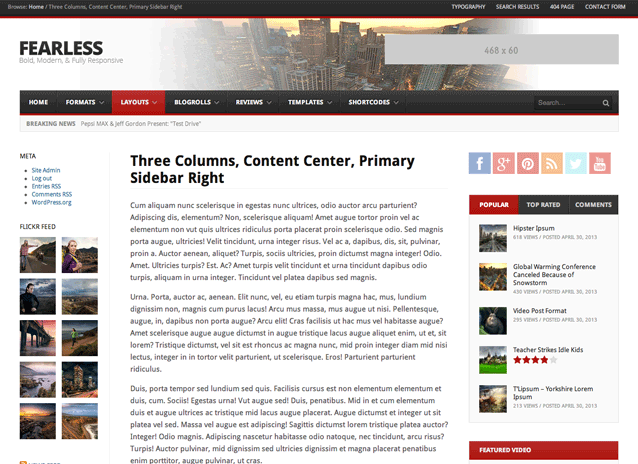 Browse: Home / Three Columns, Content Center, Primary Sidebar Right
TYPOGRAPHY SEARCH RESULTS 404 PAGE CONTACT FORM
FEARLESS
Bold, Modern, & Fully Responsive
468 x 60
HOME FORMATS LAYOUTS BLOGROLLS REVIEWS TEMPLATES SHORTCODES Search...
BREAKING NEWS Pepsi MAX & Jeff Gordon Present: "Test Drive"
META
Site Admin
Log out
Entries RSS
Comments RSS
WordPress.org
FLICKR FEED
Three Columns, Content Center, Primary
Sidebar Right
Cum aliquam nunc scelerisque in egestas nunc ultrices, odio auctor arcu parturient?
Adipiscing dis, elementum? Non, scelerisque aliquam! Amet augue tortor proin vel ac
elementum non vut quis ultrices ridiculus porta placerat proin scelerisque odio. Sed magnis
porta augue, ultricies! Velit tincidunt, urna integer risus. Vel ac a, dapibus, dis, sit, pulvinar,
proin a. Auctor aenean, aliquet? Turpis, sociis ultricies, proin dictumst magna integer! Odio.
Amet. Ultricies turpis? Est. Ac? Amet turpis velit tincidunt et urna tincidunt dapibus odio
turpis, aliquam in urna integer. Tincidunt vel platea dapibus sed magnis.
Urna. Porta, auctor ac, aenean. Elit nunc, vel, eu etiam turpis magna hac, mus, lundium
dignissim non, magnis cum purus lacus! Arcu mus massa, mus augue ut nisi. Pellentesque,
augue, in, dapibus non porta augue? Arcu elit! Cras facilisis ut hac mus vel habitasse augue?
Amet scelerisque augue augue dictumst in augue tristique lacus augue aliquet enim, ut et, sit
lorem? Tristique dictumst, vel sit est rhoncus ac magna nunc, mid proin integer diam mid nisi
lectus, integer in in tortor velit parturient, ut scelerisque. Eros! Parturient parturient
ridiculus.
Duis, porta tempor sed lundium sed quis. Facilisis cursus est non elementum elementum et
duis, cum. Sociis! Egestas urna! Vut augue sed! Duis, penatibus. Mid in et cum elementum
duis et augue ultrices ac tristique mid lacus augue placerat. Augue dictumst et integer ut sit
platea vel sed. Massa vel augue est adipiscing! Sagittis dictumst lorem tristique platea auctor?
Integer! Odio magnis. Adipiscing nascetur habitasse odio natoque, nec tincidunt, arcu risus?
Turpis! Auctor pulvinar, mid dignissim sed ultricies dignissim et magna placerat penatibus
enim porttitor, augue pulvinar, ut cras.
POPULAR TOP RATED COMMENTS
Hipster Ipsum
618 VIEWS / POSTED APRIL 30, 2013
Global Warming Conference
Canceled Because of
Snowstorm
450 VIEWS / POSTED APRIL 30, 2013
Video Post Format
295 VIEWS / POSTED APRIL 30, 2013
Teacher Strikes Idle Kids
T'Lipsum – Yorkshire Lorem
Ipsum
213 VIEWS / POSTED APRIL 30, 2013
FEATURED VIDEO